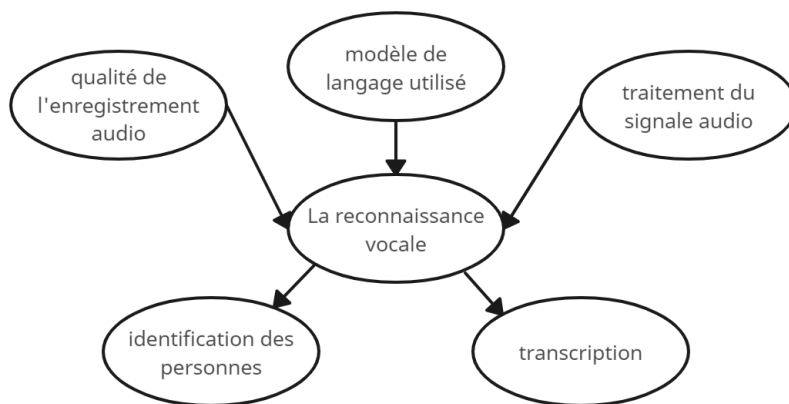 qualité de
l'enregistrement
audio
modèle de
langage utilisé
traitement du
signale audio
La reconnaissance
vocale
identification des
personnes
transcription